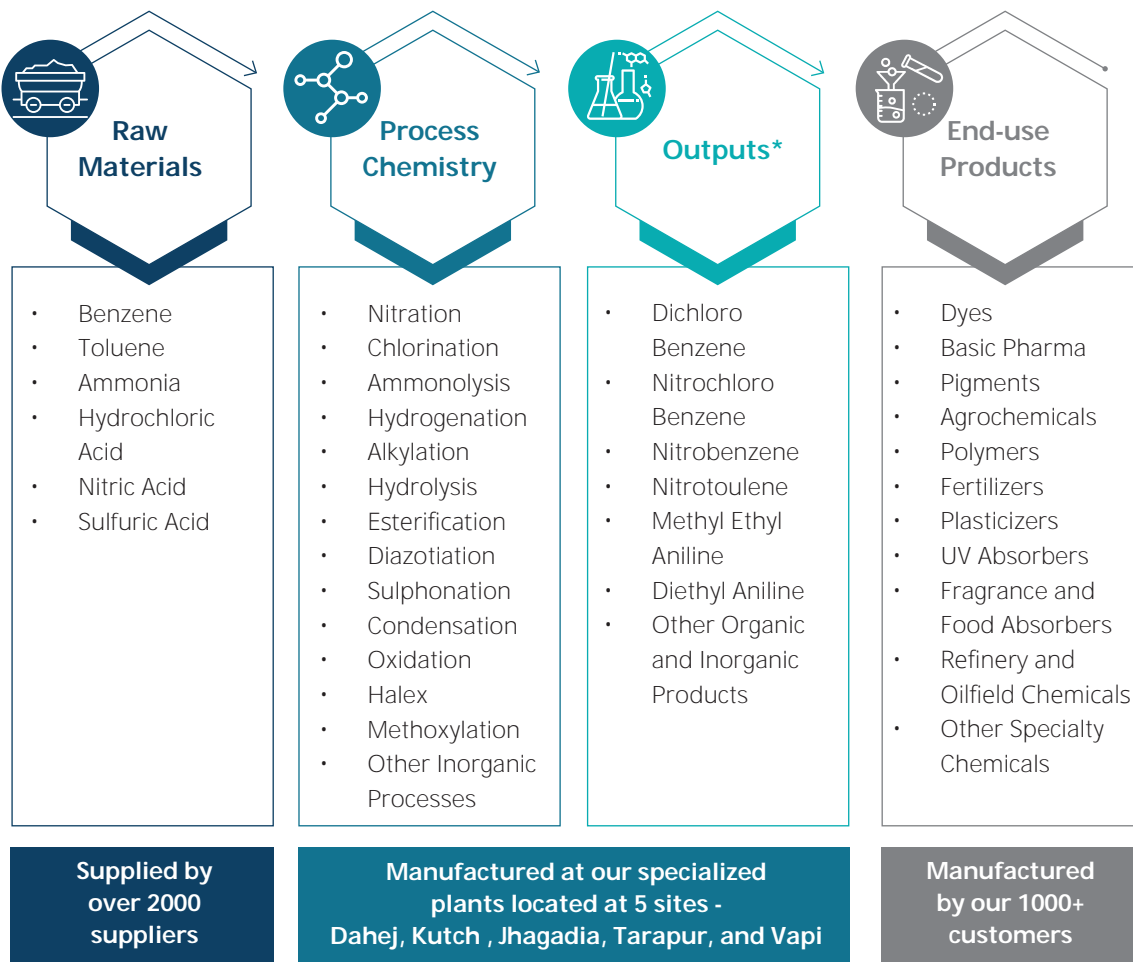 Raw
Materials
• Benzene
• Toluene
• Ammonia
• Hydrochloric
Acid
• Nitric Acid
• Sulfuric Acid
Supplied by
over 2000
suppliers
Process
Chemistry
• Nitration
• Chlorination
• Ammonolysis
• Hydrogenation
• Alkylation
• Hydrolysis
• Esterification
• Diazotiation
• Sulphonation
• Condensation
• Oxidation
• Halex
• Methoxylation
• Other Inorganic
Processes
Outputs*
• Dichloro
Benzene
• Nitrochloro
Benzene
• Nitrobenzene
• Nitrotoulene
• Methyl Ethyl
Aniline
• Diethyl Aniline
• Other Organic
and Inorganic
Products
Manufactured at our specialized
plants located at 5 sites -
Dahej, Kutch , Jhagadia, Tarapur, and Vapi
End-use
Products
• Dyes
• Basic Pharma
• Pigments
• Agrochemicals
• Polymers
• Fertilizers
• Plasticizers
• UV Absorbers
• Fragrance and
Food Absorbers
• Refinery and
Oilfield Chemicals
• Other Specialty
Chemicals
Manufactured
by our 1000+
customers